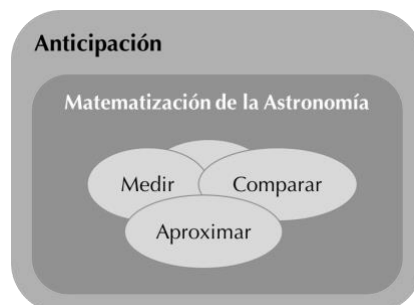 Anticipación
Matematización de la Astronomía
Medir
Comparar
Aproximar